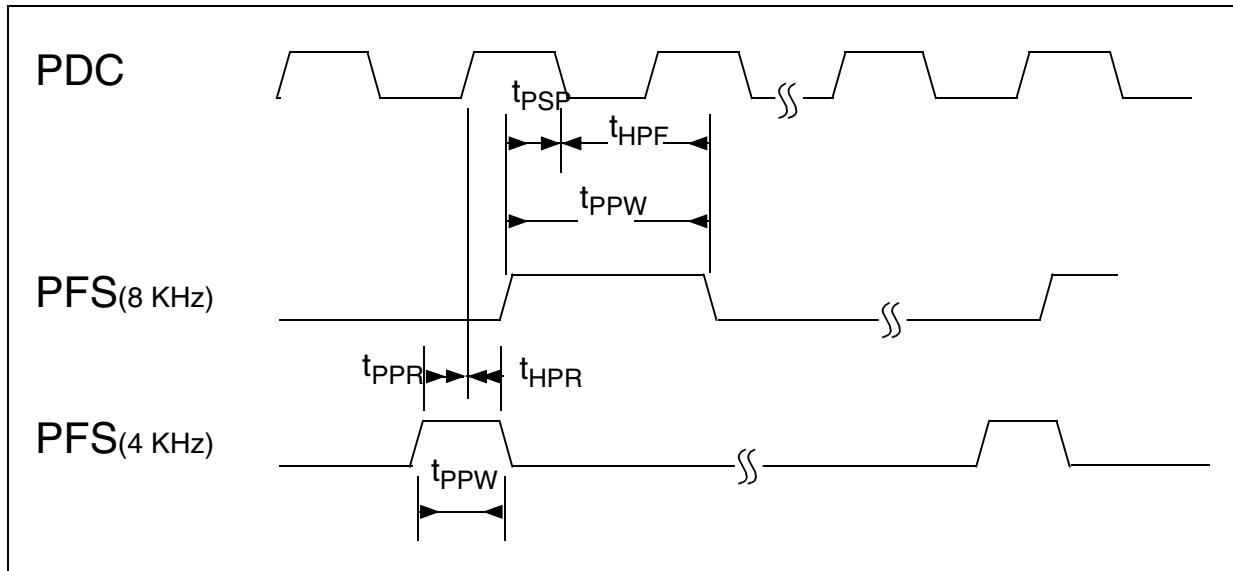 PDC
tPSP
tHPF
tPPW
PFS(8 KHz)
tPPR
tHPR
PFS(4 KHz)
tPPW